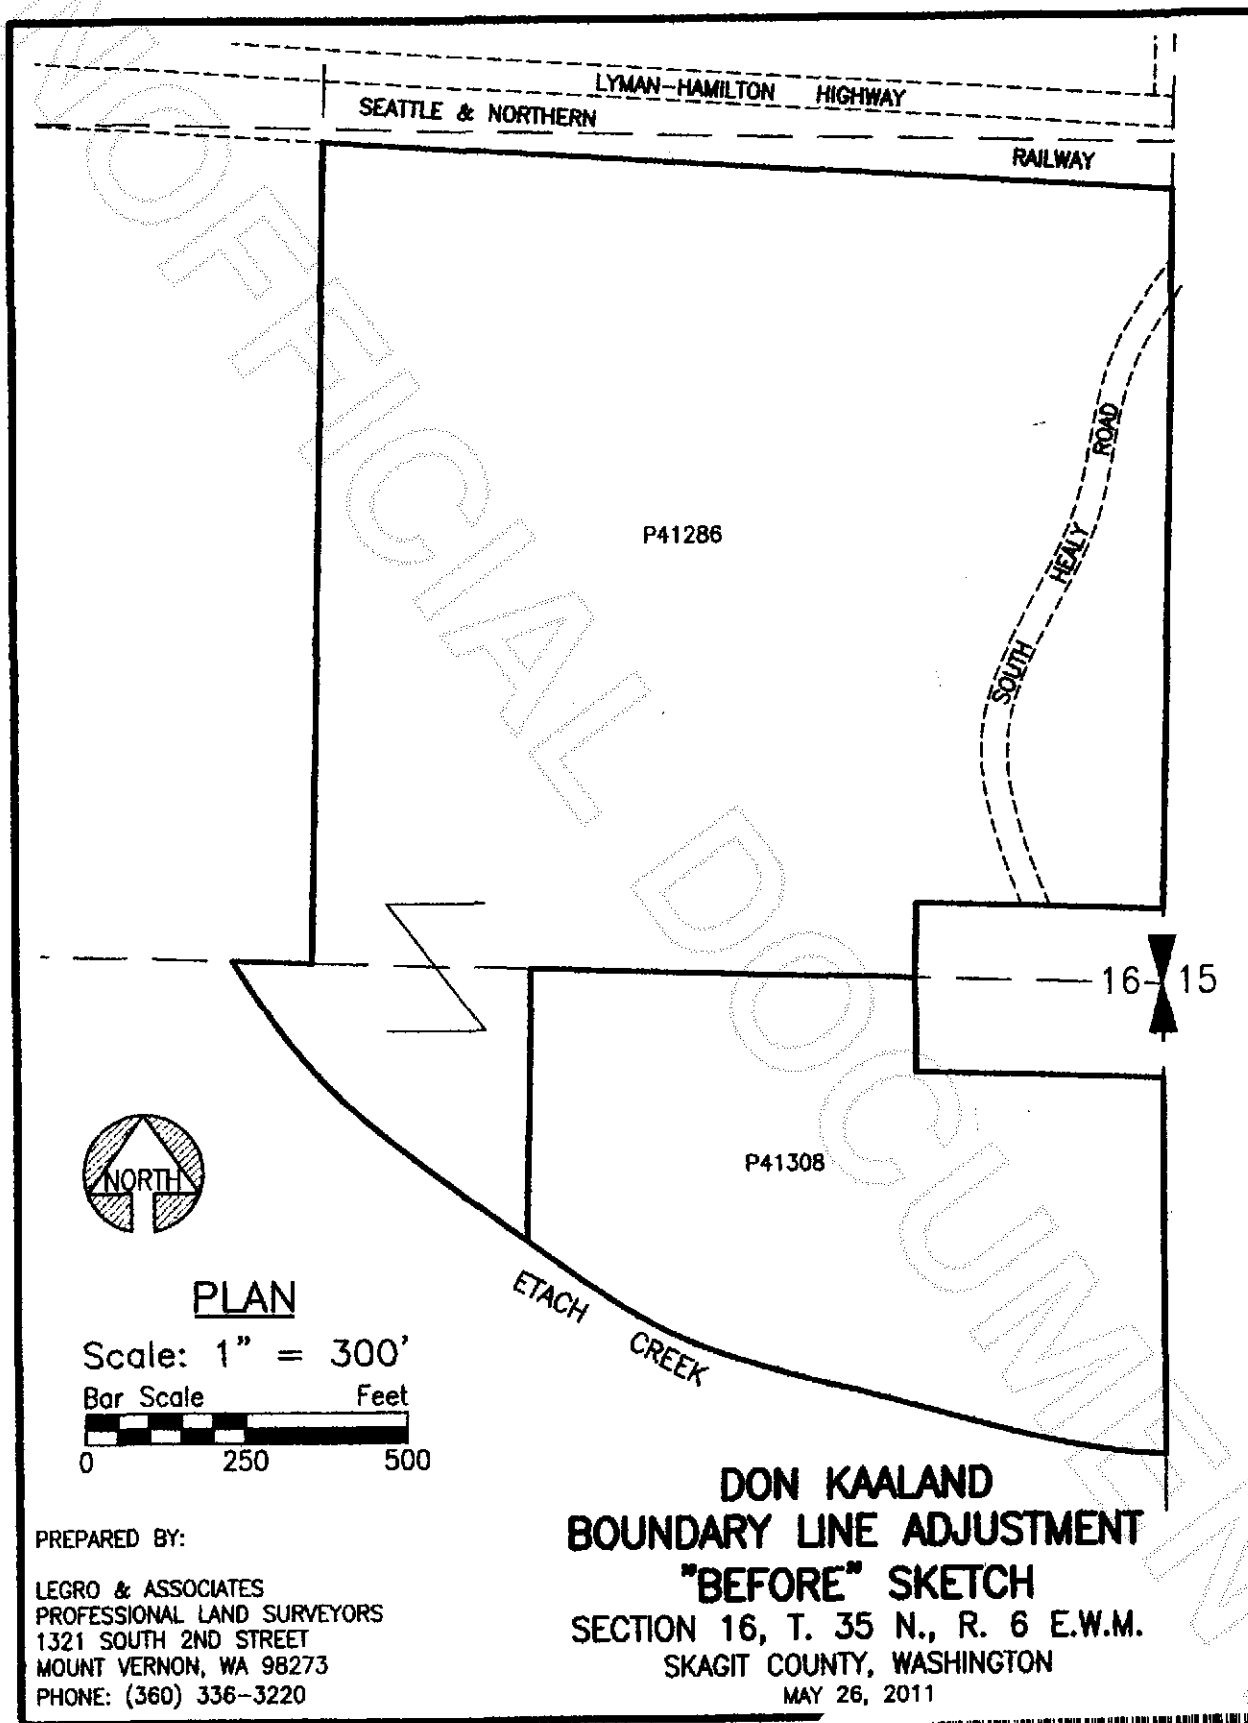 LYMAN-HAMILTON HIGHWAY
SEATTLE & NORTHERN
RAILWAY
SOUTH HEALY ROAD
P41286
16 15
P41308
NORTH
ETACH CREEK
PLAN
Scale: 1" = 300'
Bar Scale Feet
0 250 500
DON KAALAND
BOUNDARY LINE ADJUSTMENT
"BEFORE" SKETCH
SECTION 16, T. 35 N., R. 6 E.W.M.
SKAGIT COUNTY, WASHINGTON
MAY 26, 2011
PREPARED BY:
LEGRO & ASSOCIATES
PROFESSIONAL LAND SURVEYORS
1321 SOUTH 2ND STREET
MOUNT VERNON, WA 98273
PHONE: (360) 336-3220
UNOFFICIAL DOCUMENT